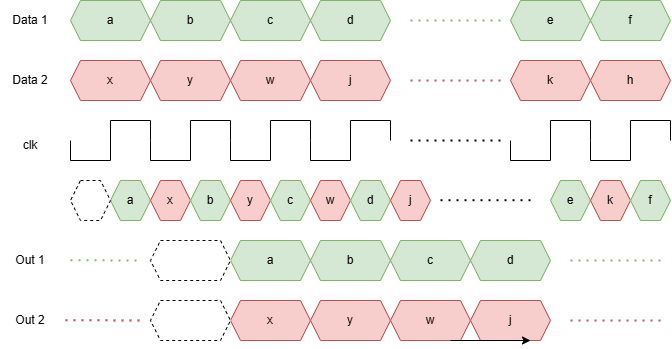 Data 1 a b c d e f
Data 2 x y w j k h
clk
a x b y c w d j e k f
Out 1 a b c d
Out 2 x y w j